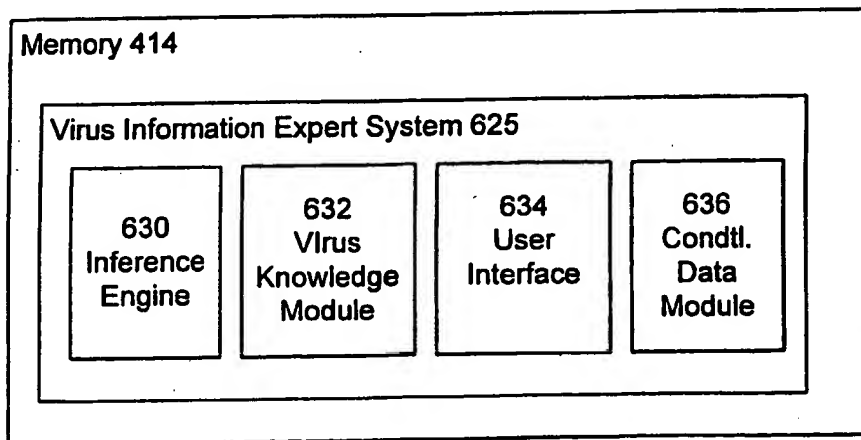 Memory 414
Virus Information Expert System 625
630
Inference
Engine
632
VIrus
Knowledge
Module
634
User
Interface
636
Condtl.
Data
Module